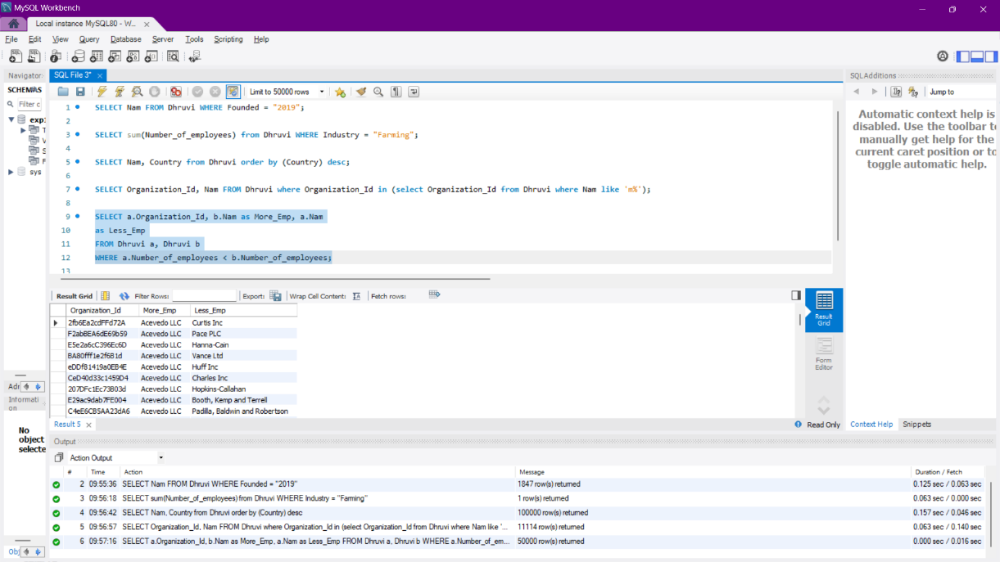 MySQL Workbench
Local instance MySQL80 - W... ×
File Edit View Query Database Server Tools Scripting Help
Navigator
SCHEMAS
Filter c
exp
sys
Adr
Informati
on
No
object
selecte
Obj
SQL File 3* ×
Limit to 50000 rows
1 SELECT Nam FROM Dhruvi WHERE Founded = "2019";
2
3 SELECT sum(Number_of_employees) from Dhruvi WHERE Industry = "Farming";
4
5 SELECT Nam, Country from Dhruvi order by (Country) desc;
6
7 SELECT Organization_Id, Nam FROM Dhruvi where Organization_Id in (select Organization_Id from Dhruvi where Nam like 'm%');
8
9 SELECT a.Organization_Id, b.Nam as More_Emp, a.Nam
10 as Less_Emp
11 FROM Dhruvi a, Dhruvi b
12 WHERE a.Number_of_employees < b.Number_of_employees;
13
Result Grid Filter Rows: Export: Wrap Cell Content: Fetch rows:
Organization_Id More_Emp Less_Emp
2fb6Ea2cdFFd72A Acevedo LLC Curtis Inc
F2abBEA6dE69b59 Acevedo LLC Pace PLC
E5e2a6cC396Ec6D Acevedo LLC Hanna-Cain
BA80fff1e2f6B1d Acevedo LLC Vance Ltd
eDDf81419a0EB4E Acevedo LLC Huff Inc
CeD40d33c1459D4 Acevedo LLC Charles Inc
207DFc1Ec73B03d Acevedo LLC Hopkins-Callahan
E29ac9dab7FE004 Acevedo LLC Booth, Kemp and Terrell
C4eE6CB5AA23dA6 Acevedo LLC Padilla, Baldwin and Robertson
Result
Grid
Form
Editor
Result 5 ×
Read Only
SQLAdditions
Jump to
Automatic context help is
disabled. Use the toolbar to
manually get help for the
current caret position or to
toggle automatic help.
Context Help Snippets
Output
Action Output
# Time Action Message Duration / Fetch
2 09:55:36 SELECT Nam FROM Dhruvi WHERE Founded = "2019" 1847 row(s) returned 0.125 sec / 0.063 sec
3 09:56:18 SELECT sum(Number_of_employees) from Dhruvi WHERE Industry = "Farming" 1 row(s) returned 0.063 sec / 0.000 sec
4 09:56:42 SELECT Nam, Country from Dhruvi order by (Country) desc 100000 row(s) returned 0.157 sec / 0.046 sec
5 09:56:57 SELECT Organization_Id, Nam FROM Dhruvi where Organization_Id in (select Organization_Id from Dhruvi where Nam like '... 11114 row(s) returned 0.063 sec / 0.140 sec
6 09:57:16 SELECT a.Organization_Id, b.Nam as More_Emp, a.Nam as Less_Emp FROM Dhruvi a, Dhruvi b WHERE a.Number_of_em... 50000 row(s) returned 0.000 sec / 0.016 sec